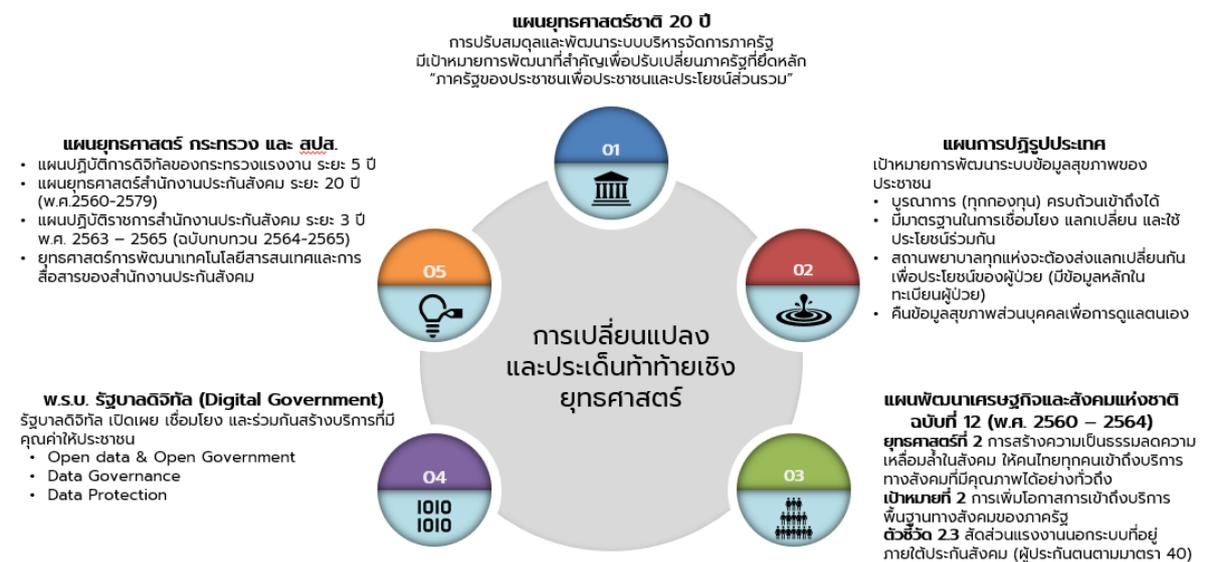 แผนยุทธศาสตร์ชาติ 20 ปี
การปรับสมดุลและพัฒนาระบบบริหารจัดการภาครัฐ
มีเป้าหมายการพัฒนาที่สำคัญเพื่อปรับเปลี่ยนภาครัฐที่ยึดหลัก
“ภาครัฐของประชาชนเพื่อประชาชนและประโยชน์ส่วนรวม”
01
แผนการปฏิรูปประเทศ
เป้าหมายการพัฒนาระบบข้อมูลสุขภาพของ
ประชาชน
• บูรณาการ (ทุกกองทุน) ครบถ้วนเข้าถึงได้
• มีมาตรฐานในการเชื่อมโยง แลกเปลี่ยน และใช้
ประโยชน์ร่วมกัน
• สถานพยาบาลทุกแห่งจะต้องส่งแลกเปลี่ยนกัน
เพื่อประโยชน์ของผู้ป่วย (มีข้อมูลหลักใน
ทะเบียนผู้ป่วย)
• คืนข้อมูลสุขภาพส่วนบุคคลเพื่อการดูแลตนเอง
02
แผนพัฒนาเศรษฐกิจและสังคมแห่งชาติ
ฉบับที่ 12 (พ.ศ. 2560 – 2564)
ยุทธศาสตร์ที่ 2 การสร้างความเป็นธรรมลดความ
เหลื่อมล้ำในสังคม ให้คนไทยทุกคนเข้าถึงบริการ
ทางสังคมที่มีคุณภาพได้อย่างทั่วถึง
เป้าหมายที่ 2 การเพิ่มโอกาสการเข้าถึงบริการ
พื้นฐานทางสังคมของภาครัฐ
ตัวชี้วัด 2.3 สัดส่วนแรงงานนอกระบบที่อยู่
ภายใต้ประกันสังคม (ผู้ประกันตนตามมาตรา 40)
03
พ.ร.บ. รัฐบาลดิจิทัล (Digital Government)
รัฐบาลดิจิทัล เปิดเผย เชื่อมโยง และร่วมกันสร้างบริการที่มี
คุณค่าให้ประชาชน
• Open data & Open Government
• Data Governance
• Data Protection
04
1010
1010
แผนยุทธศาสตร์ กระทรวง และ สปส.
• แผนปฏิบัติการดิจิทัลของกระทรวงแรงงาน ระยะ 5 ปี
• แผนยุทธศาสตร์สำนักงานประกันสังคม ระยะ 20 ปี
(พ.ศ.2560-2579)
• แผนปฏิบัติราชการสำนักงานประกันสังคม ระยะ 3 ปี
พ.ศ. 2563 – 2565 (ฉบับทบทวน 2564-2565)
• ยุทธศาสตร์การพัฒนาเทคโนโลยีสารสนเทศและการ
สื่อสารของสำนักงานประกันสังคม
05
การเปลี่ยนแปลง
และประเด็นท้าท้ายเชิง
ยุทธศาสตร์